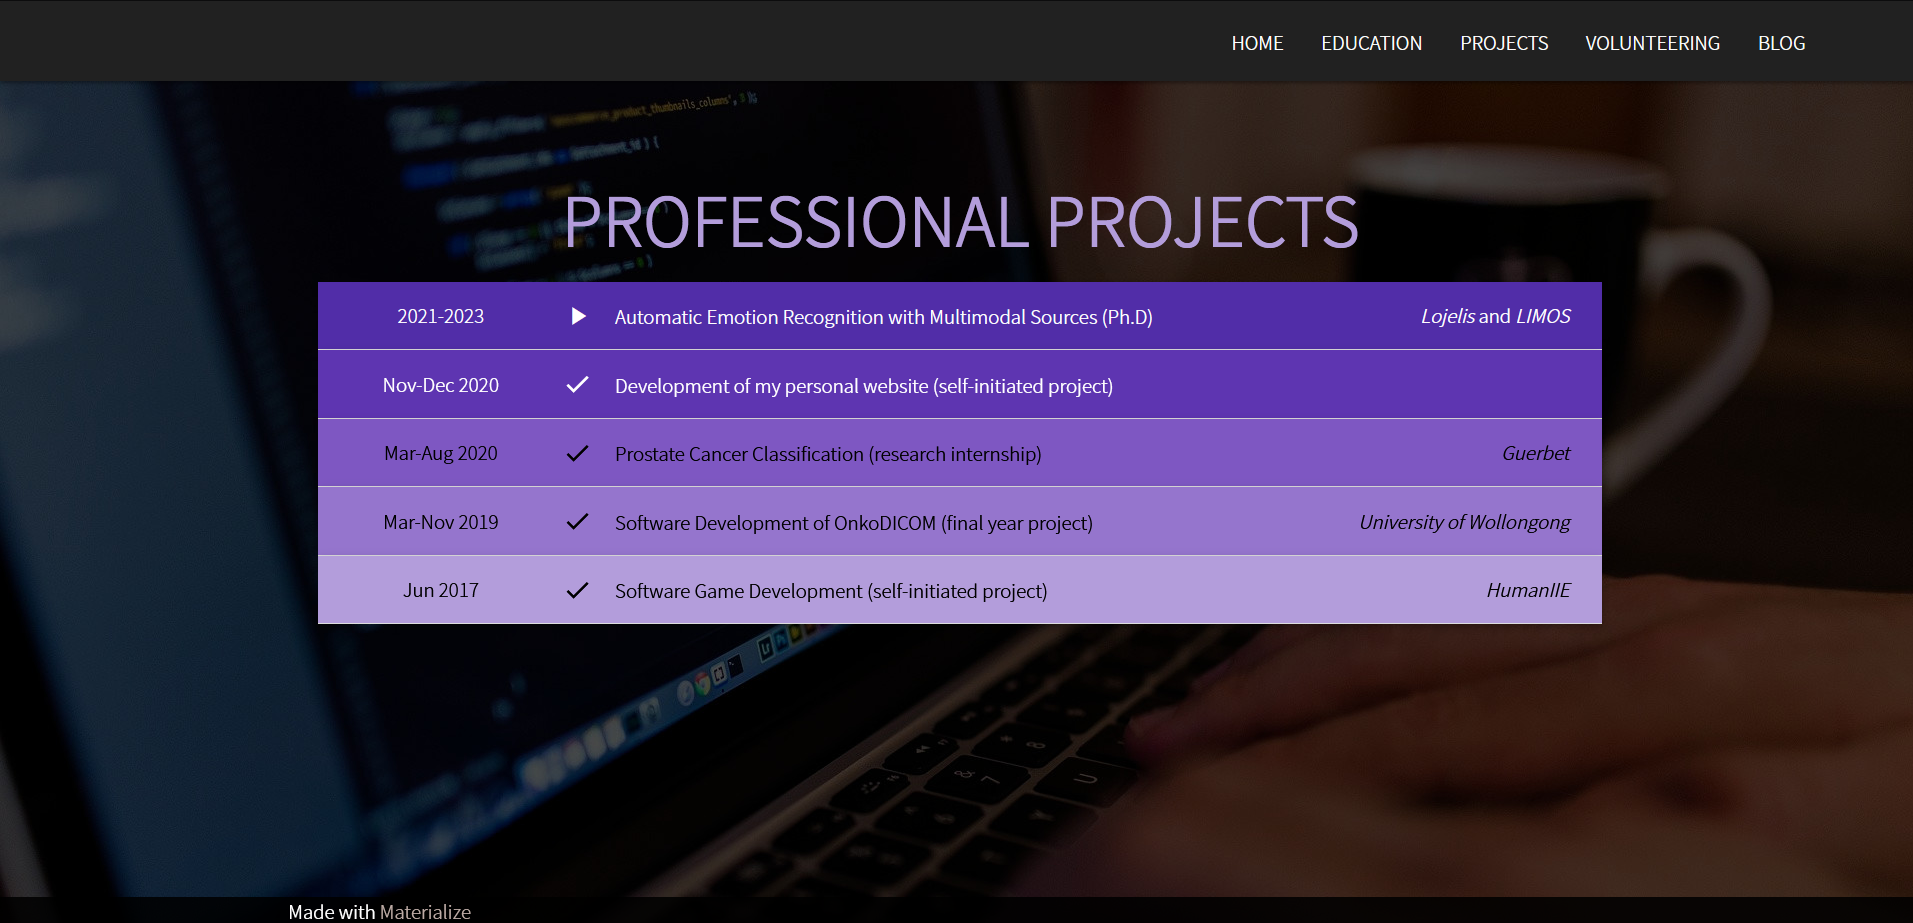 HOME EDUCATION PROJECTS VOLUNTEERING BLOG
PROFESSIONAL PROJECTS
2021-2023 Automatic Emotion Recognition with Multimodal Sources (Ph.D) Lojelis and LIMOS
Nov-Dec 2020 Development of my personal website (self-initiated project)
Mar-Aug 2020 Prostate Cancer Classification (research internship) Guerbet
Mar-Nov 2019 Software Development of OnkoDICOM (final year project) University of Wollongong
Jun 2017 Software Game Development (self-initiated project) HumanIIE
Made with Materialize